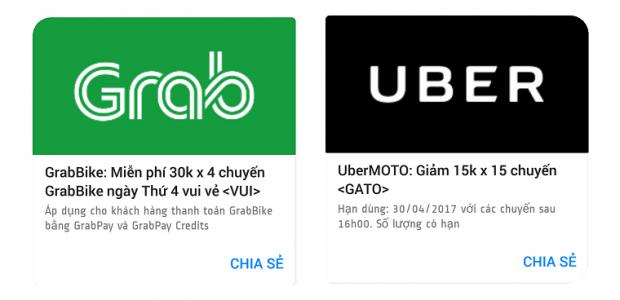 Grab
GrabBike: Miễn phí 30k x 4 chuyến
GrabBike ngày Thứ 4 vui vẻ <VUI>
Áp dụng cho khách hàng thanh toán GrabBike
bằng GrabPay và GrabPay Credits
CHIA SẺ
UBER
UberMOTO: Giảm 15k x 15 chuyến
<GATO>
Hạn dùng: 30/04/2017 với các chuyến sau
16h00. Số lượng có hạn
CHIA SẺ